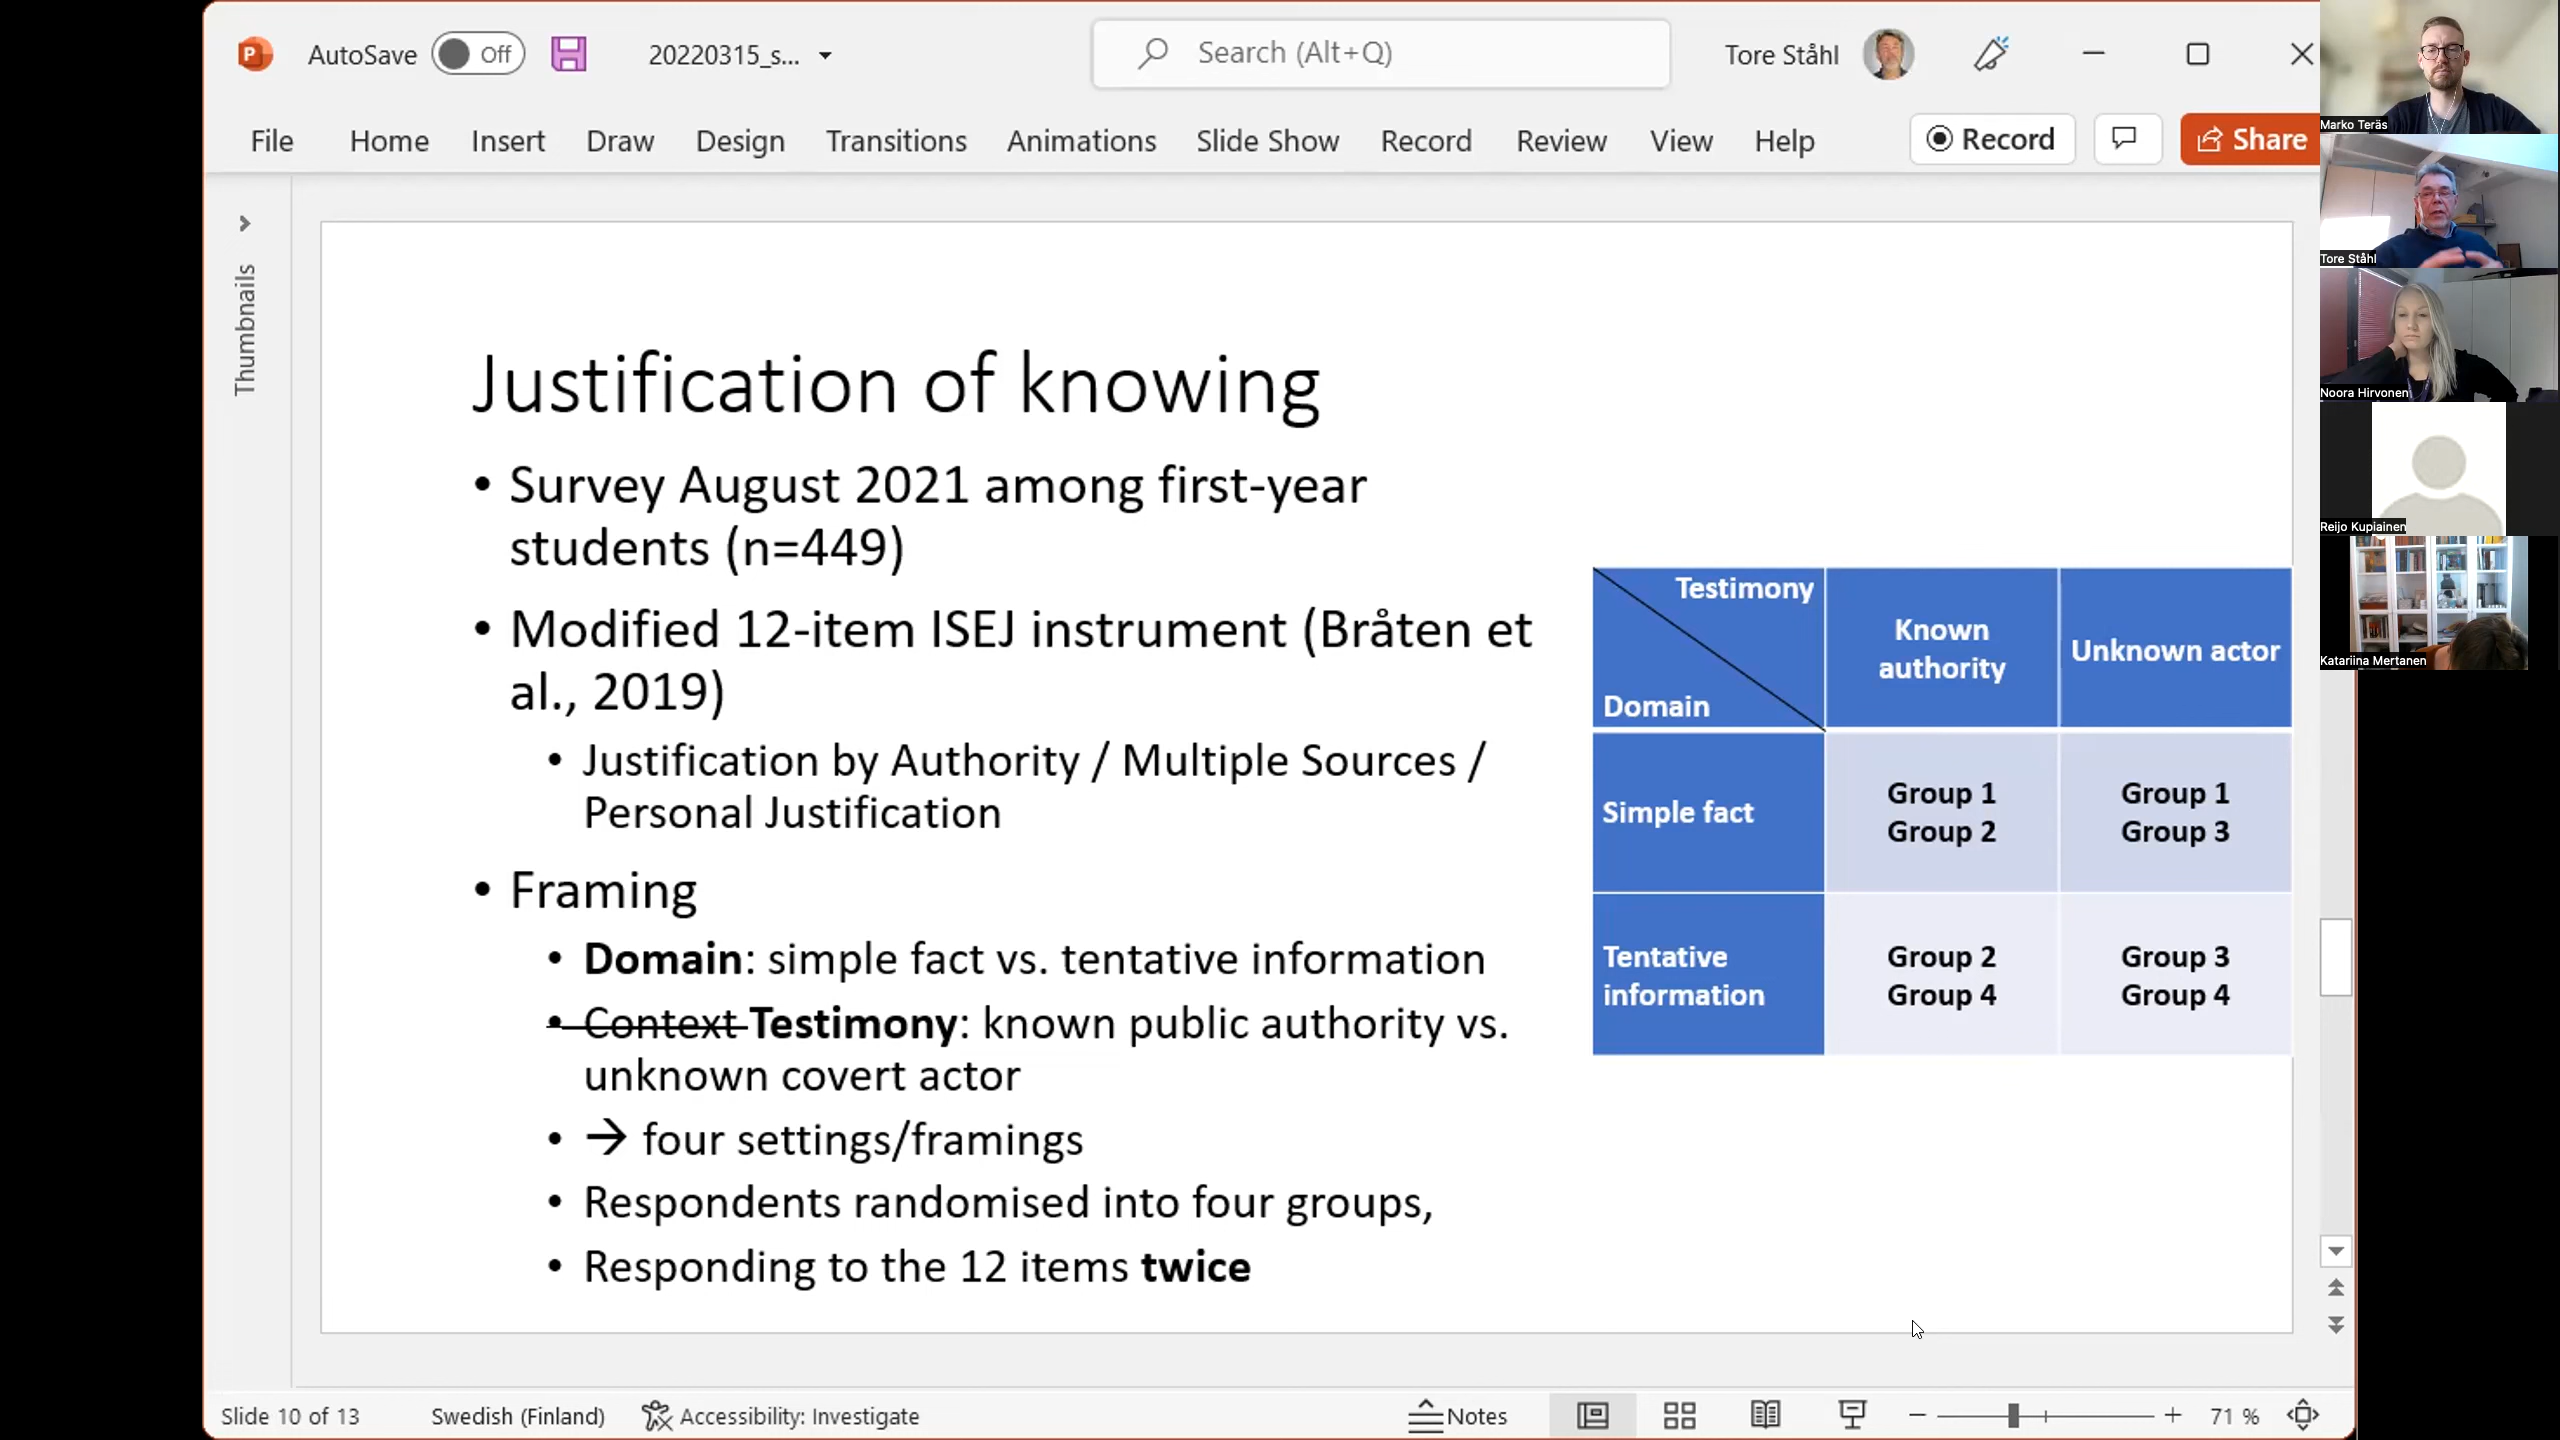 AutoSave Off 20220315_s... Search (Alt+Q) Tore Ståhl
File Home Insert Draw Design Transitions Animations Slide Show Record Review View Help Record Share
Thumbnails
Justification of knowing
• Survey August 2021 among first-year
students (n=449)
• Modified 12-item ISEJ instrument (Bråten et
al., 2019)
• Justification by Authority / Multiple Sources /
Personal Justification
• Framing
• Domain: simple fact vs. tentative information
• Context Testimony: known public authority vs.
unknown covert actor
• → four settings/framings
• Respondents randomised into four groups,
• Responding to the 12 items twice
Testimony
Domain
Known
authority
Unknown actor
Simple fact
Group 1
Group 2
Group 1
Group 3
Tentative
information
Group 2
Group 4
Group 3
Group 4
Marko Teräs
Tore Ståhl
Noora Hirvonen
Reijo Kupiainen
Katariina Mertanen
Slide 10 of 13 Swedish (Finland) Accessibility: Investigate Notes 71 %